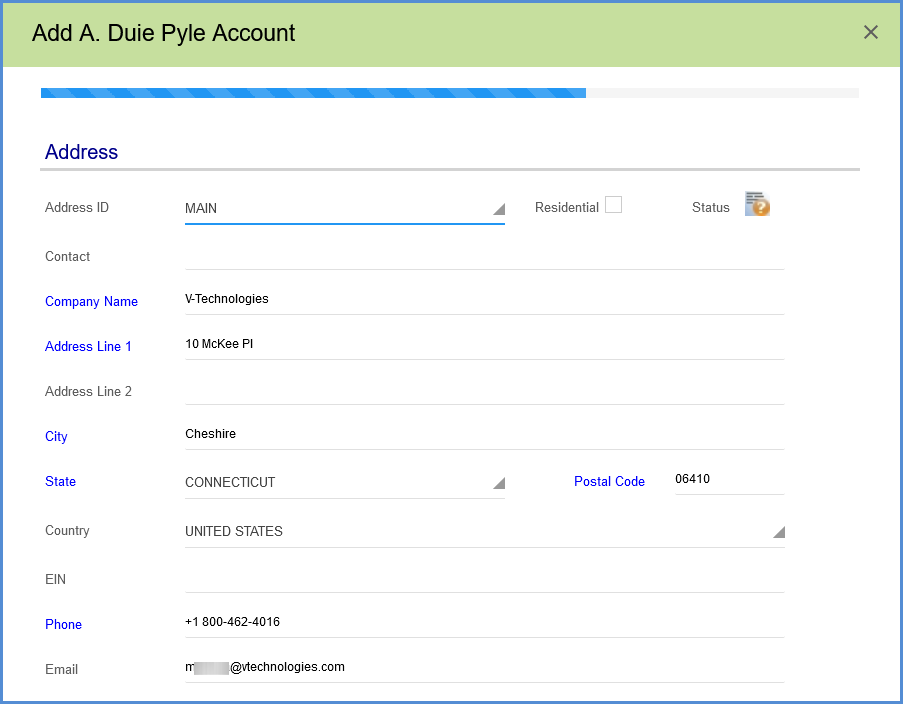 Add A. Duie Pyle Account
Address
Address ID MAIN Residential Status
Contact
Company Name V-Technologies
Address Line 1 10 McKee Pl
Address Line 2
City Cheshire
State CONNECTICUT Postal Code 06410
Country UNITED STATES
EIN
Phone +1 800-462-4016
Email m @vtechnologies.com